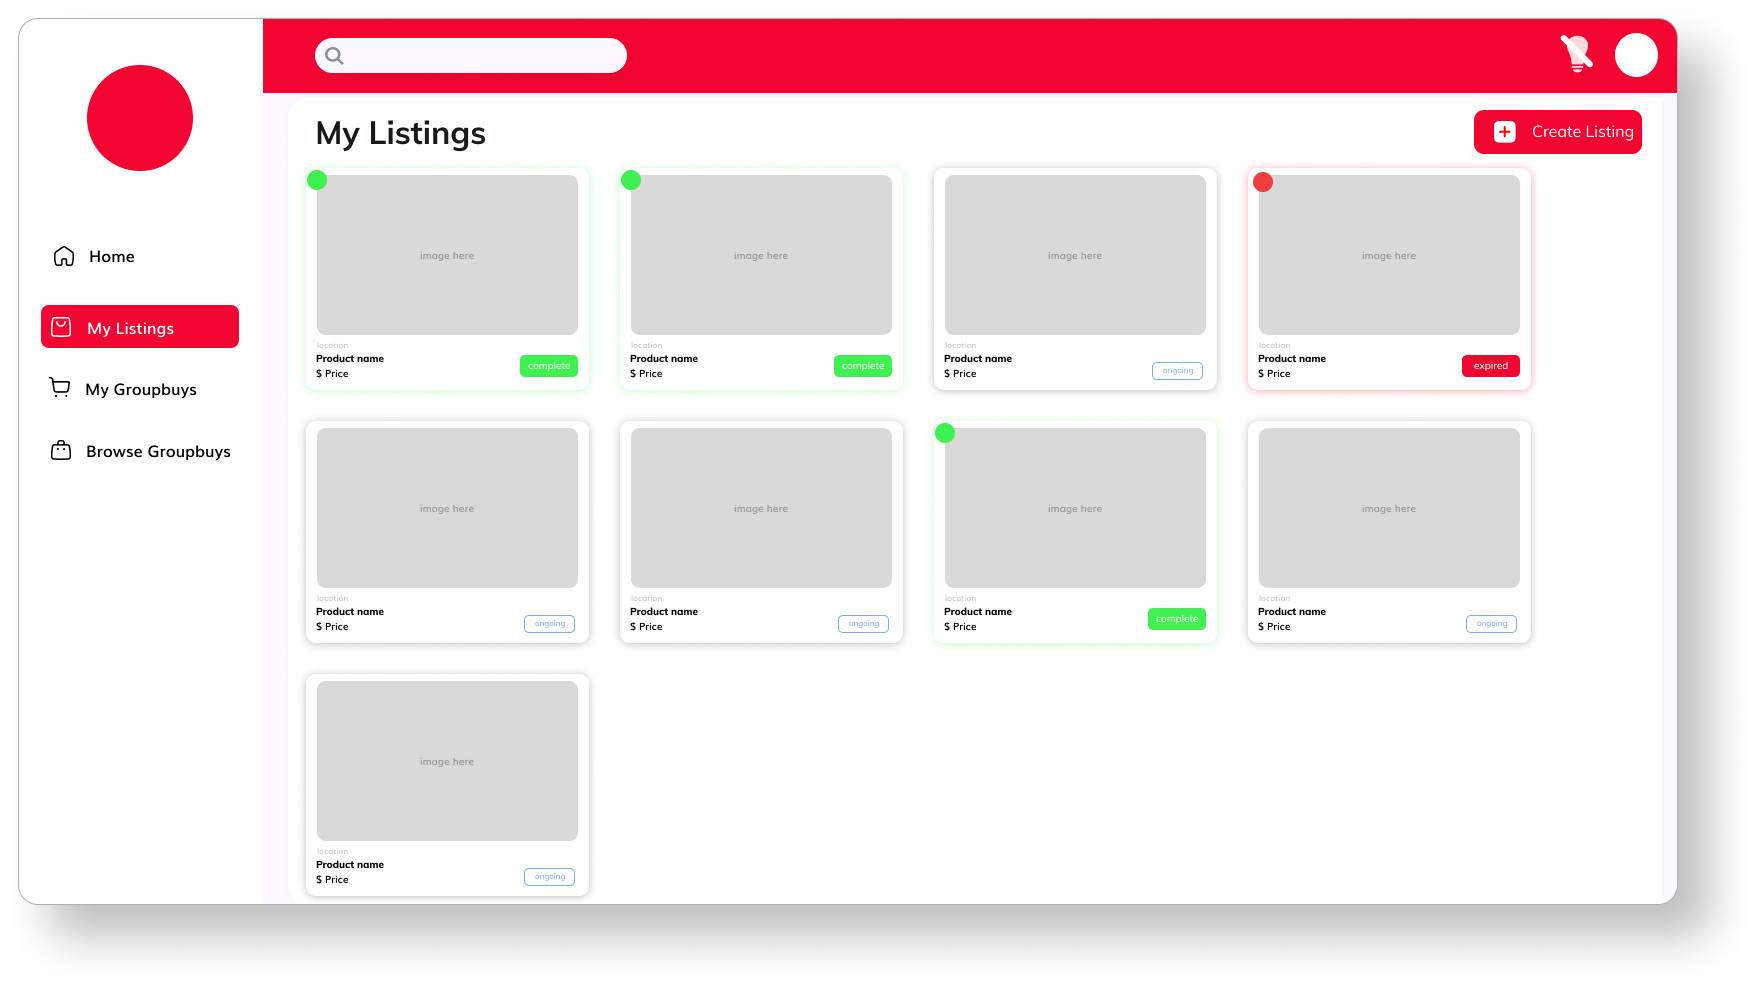 Home
My Listings
My Groupbuys
Browse Groupbuys
My Listings
Create Listing
image here
location
Product name
$ Price
complete
image here
location
Product name
$ Price
complete
image here
location
Product name
$ Price
ongoing
image here
location
Product name
$ Price
expired
image here
location
Product name
$ Price
ongoing
image here
location
Product name
$ Price
ongoing
image here
location
Product name
$ Price
complete
image here
location
Product name
$ Price
ongoing
image here
location
Product name
$ Price
ongoing